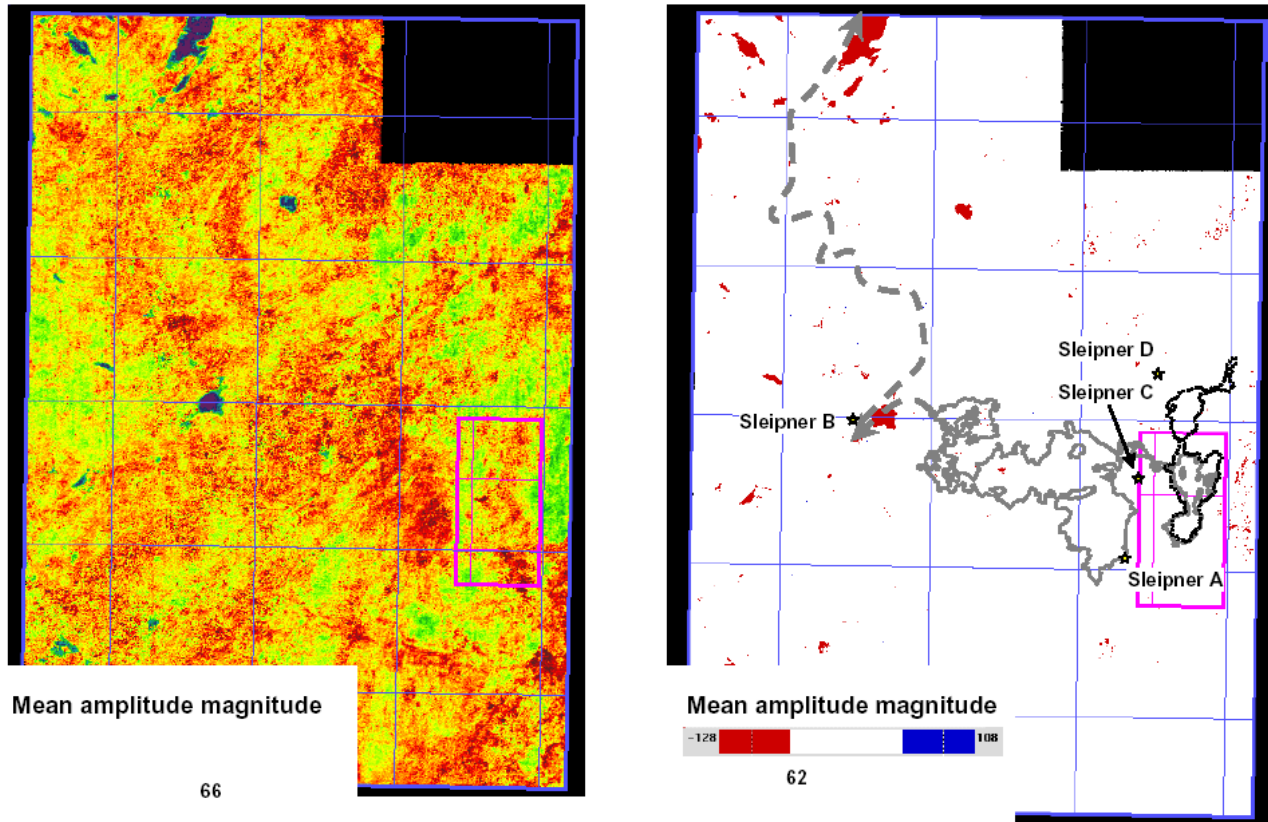 Mean amplitude magnitude
66
Sleipner D
Sleipner C
Sleipner B
Sleipner A
Mean amplitude magnitude
-128
108
62